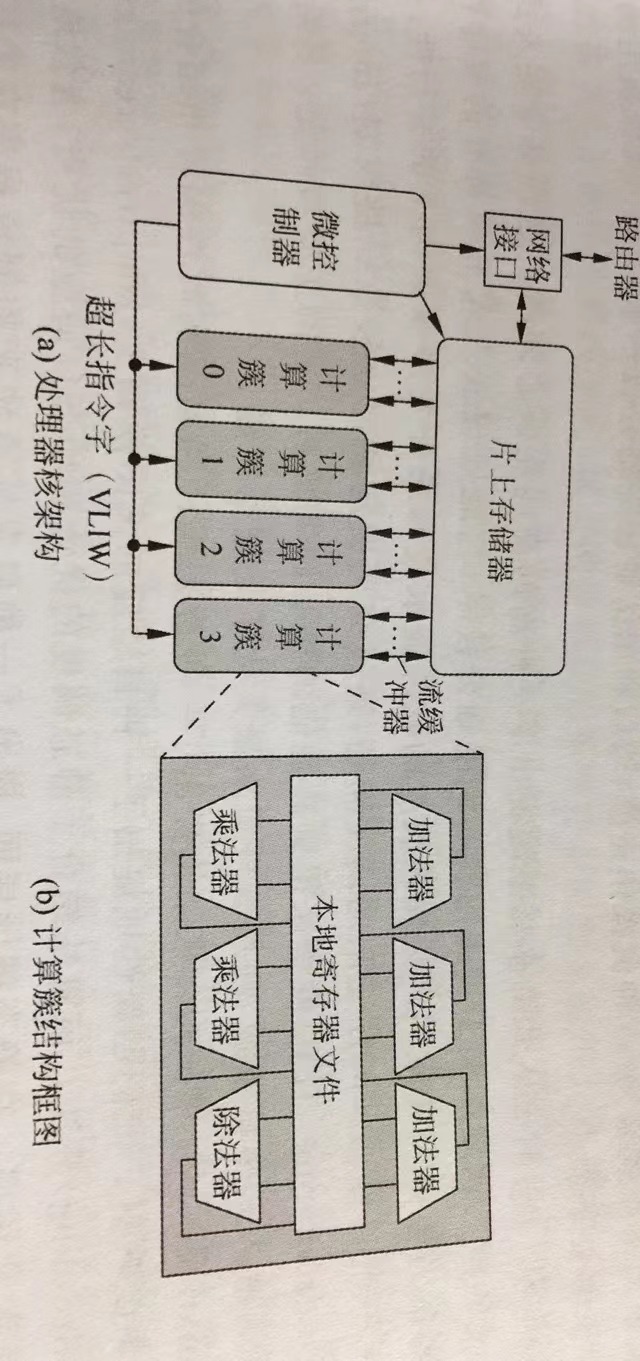 路由器
网络
接口
片上存储器
流缓
冲器
微控
制器
…
…
…
…
计
算
簇
0
计
算
簇
1
计
算
簇
2
计
算
簇
3
超长指令字(VLIW)
(a) 处理器核架构
加法器
加法器
加法器
本地寄存器文件
乘法器
乘法器
除法器
(b) 计算簇结构框图